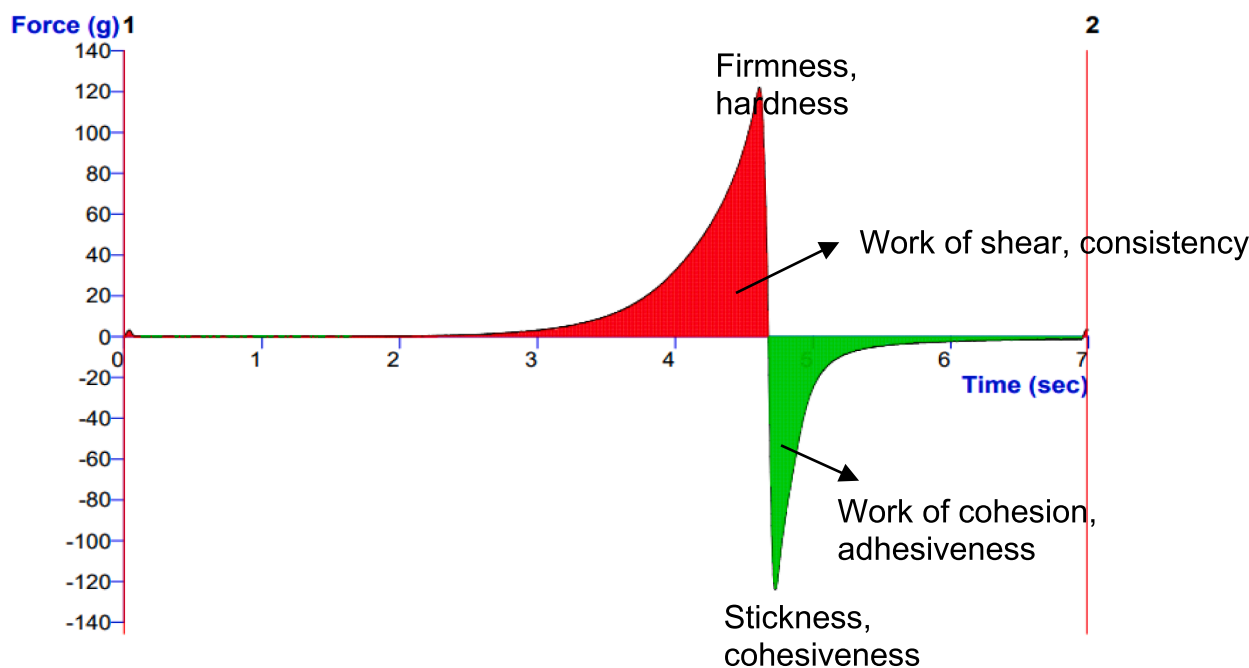 Force (g) 1
2
140
120
100
80
60
40
20
0
-20
-40
-60
-80
-100
-120
-140
0 1 2 3 4 5 6 7
Time (sec)
Firmness,
hardness
Work of shear, consistency
Work of cohesion,
adhesiveness
Stickness,
cohesiveness